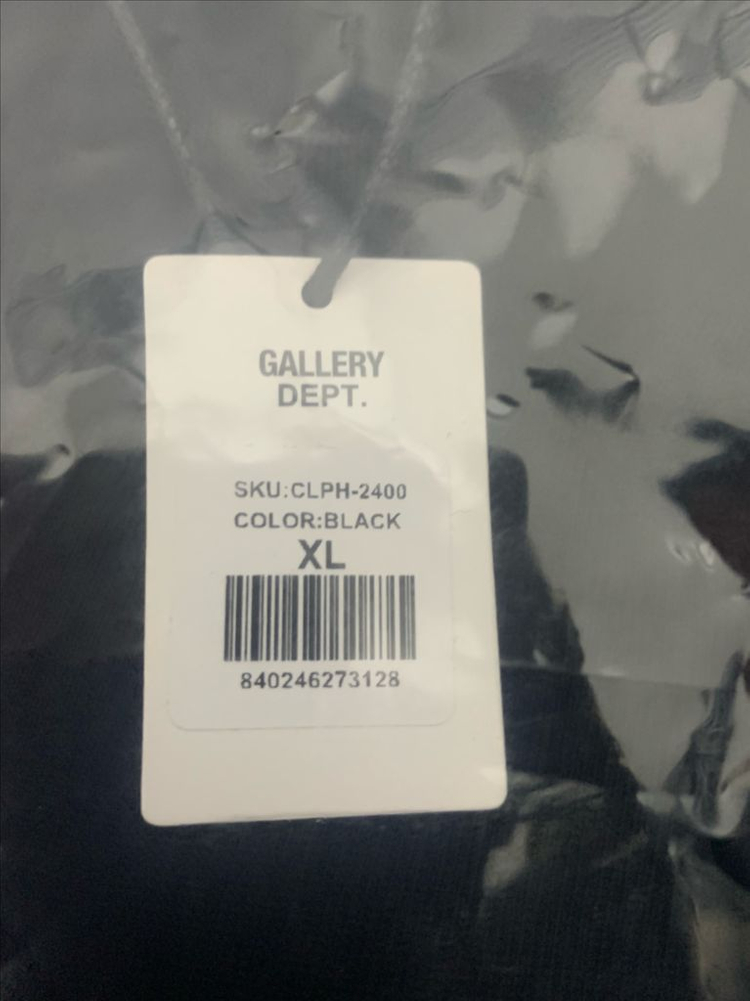 GALLERY
DEPT.
SKU:CLPH-2400
COLOR:BLACK
XL
840246273128